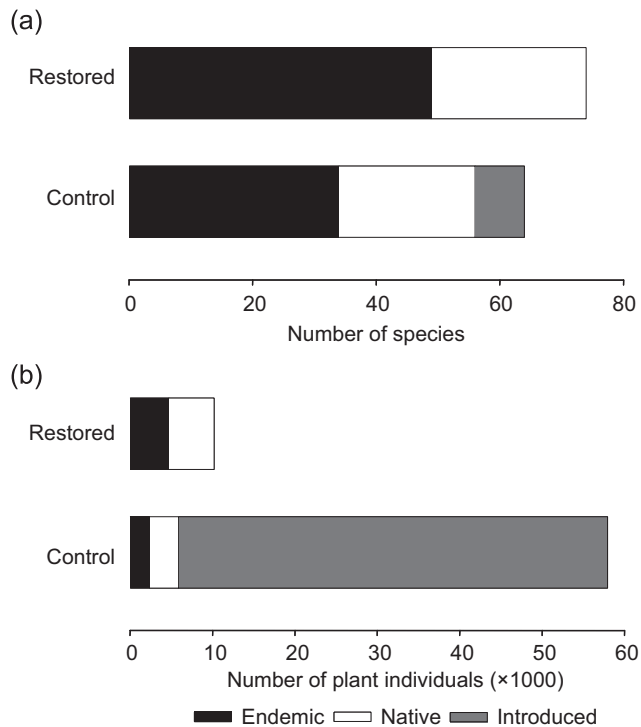 (a)
Restored
Control
0 20 40 60 80
Number of species
(b)
Restored
Control
0 10 20 30 40 50 60
Number of plant individuals (×1000)
Endemic Native Introduced